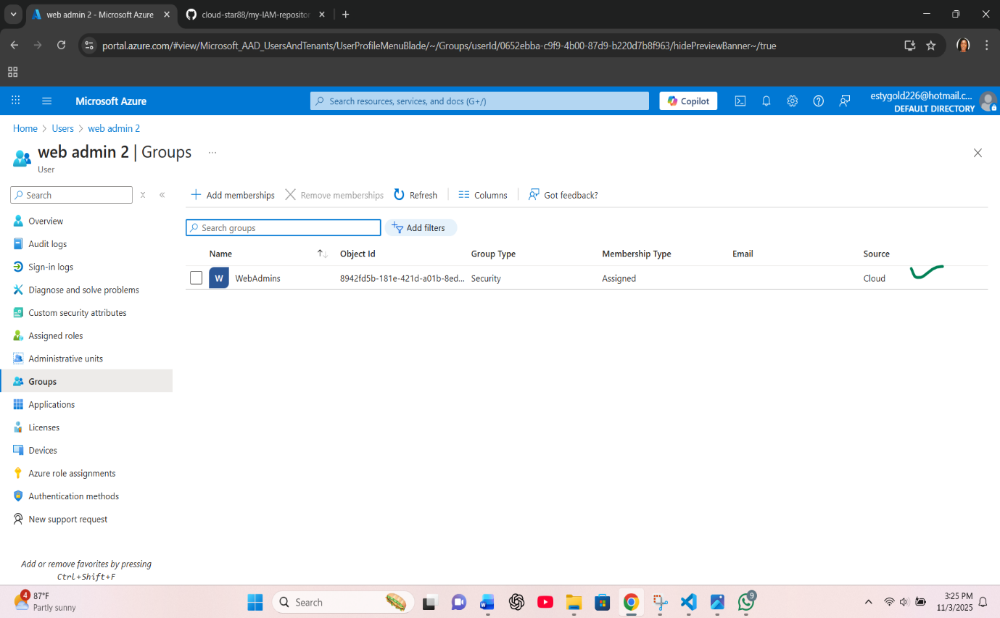 web admin 2 - Microsoft Azure
cloud-star88/my-IAM-repositor
portal.azure.com/#view/Microsoft_AAD_UsersAndTenants/UserProfileMenuBlade/~/Groups/userId/0652ebba-c9f9-4b00-87d9-b220d7b8f963/hidePreviewBanner~/true
Microsoft Azure
Search resources, services, and docs (G+/)
Copilot
estygold226@hotmail.c...
DEFAULT DIRECTORY
Home > Users > web admin 2
web admin 2 | Groups ...
User
Search
Add memberships
Remove memberships
Refresh
Columns
Got feedback?
Search groups
Add filters
Name Object Id Group Type Membership Type Email Source
W WebAdmins 8942fd5b-181e-421d-a01b-8ed... Security Assigned Cloud
Overview
Audit logs
Sign-in logs
Diagnose and solve problems
Custom security attributes
Assigned roles
Administrative units
Groups
Applications
Licenses
Devices
Azure role assignments
Authentication methods
New support request
Add or remove favorites by pressing
Ctrl+Shift+F
4
87°F
Partly sunny
Search
9
3:25 PM
11/3/2025